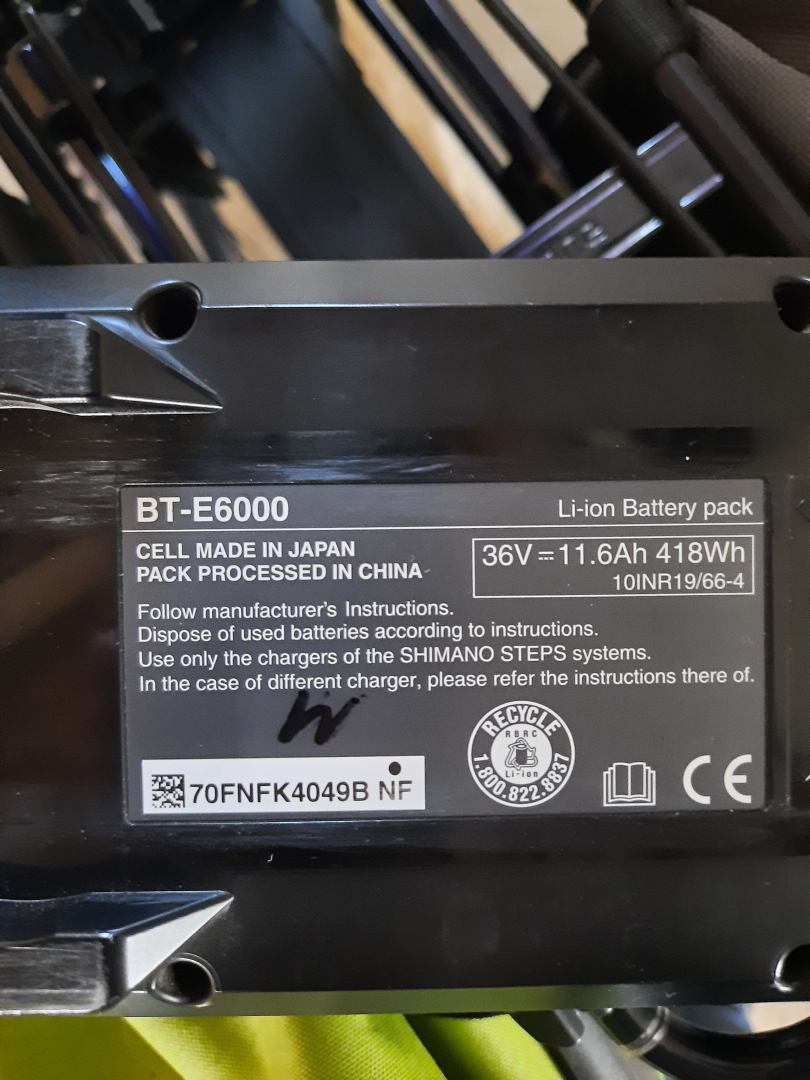 BT-E6000
Li-ion Battery pack
CELL MADE IN JAPAN
PACK PROCESSED IN CHINA
36V⎓11.6Ah 418Wh
10INR19/66-4
Follow manufacturer's Instructions.
Dispose of used batteries according to instructions.
Use only the chargers of the SHIMANO STEPS systems.
In the case of different charger, please refer the instructions there of.
RECYCLE
RBRC
Li-ion
1.800.822.8837
70FNFK4049B NF
CE